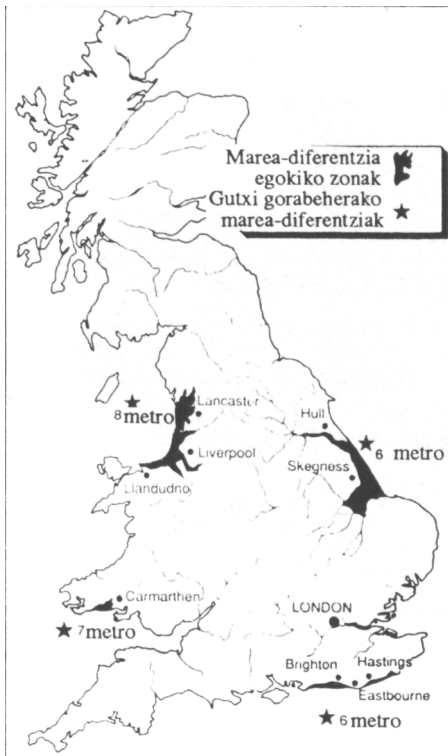 Marea-diferentzia
egokiko zonak
Gutxi gorabeherako
marea-diferentziak
8 metro
Lancaster
Hull
6 metro
Liverpool
Skegness
Llandudno
Carmarthen
7 metro
LONDON
Brighton
Hastings
Eastbourne
6 metro